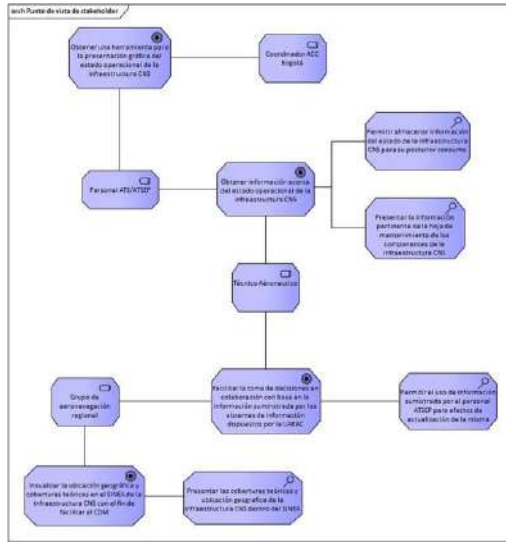 arch Punto de vista de stakeholder
Obtener una herramienta para
la presentación gráfica del
estado operacional de la
infraestructura CNS
Coordinador ACC
Bogotá
Permitir almacenar información
del estado de la infraestructura
CNS para su posterior consumo
Personal ATS/ATSEP
Obtener información acerca
del estado operacional de la
infraestructura CNS
Presentar la información
pertinente de la hoja de
mantenimiento de los
componentes de la
infraestructura CNS
Técnico Aéronautico
Grupo de
aeronavegación
regional
Facilitar la toma de decisiones en
colaboración con base en la
información suministrada por los
sistemas de información
dispuestos por la UAEAC
Permitir el uso de información
sumistrada por el personal
ATSEP para efectos de
actualización de la misma
Visualizar la ubicación geográfica y
coberturas teóricas en el SINEA de la
infraestructura CNS con el fin de
facilitar el CDM
Presentar las coberturas teóricas y
ubicación geografica de la
infraestructura CNS dentro del SINEA